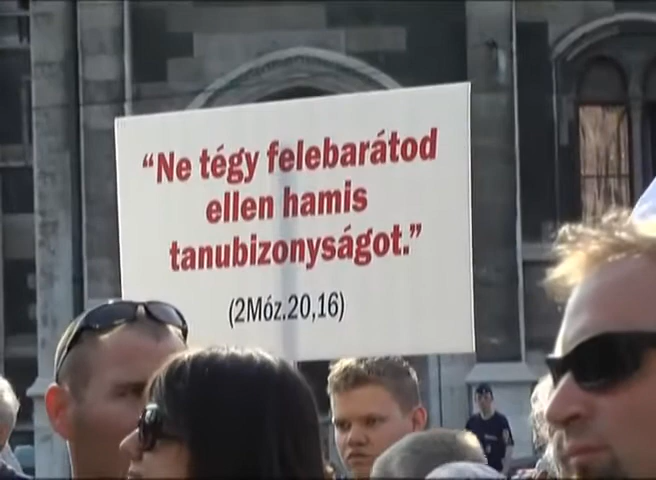 “Ne tégy felebarátod
ellen hamis
tanubizonyságot.”
(2Móz.20,16)